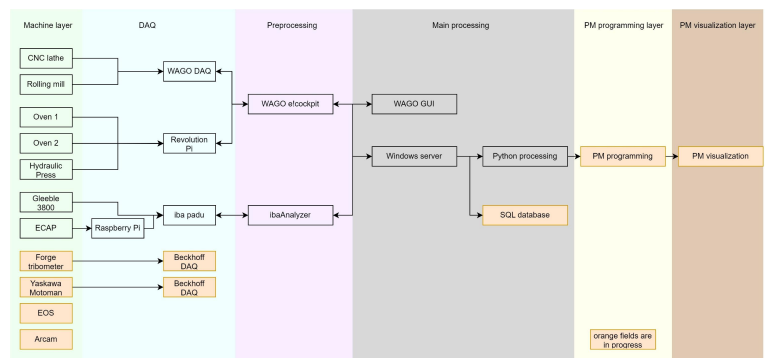 Machine layer
DAQ
Preprocessing
Main processing
PM programming layer
PM visualization layer
CNC lathe
Rolling mill
WAGO DAQ
WAGO e!cockpit
WAGO GUI
Oven 1
Oven 2
Hydraulic
Press
Revolution
Pi
Windows server
Python processing
PM programming
PM visualization
Gleeble
3800
ECAP
Raspberry Pi
iba padu
ibaAnalyzer
SQL database
Forge
tribometer
Beckhoff
DAQ
Yaskawa
Motoman
Beckhoff
DAQ
EOS
Arcam
orange fields are
in progress